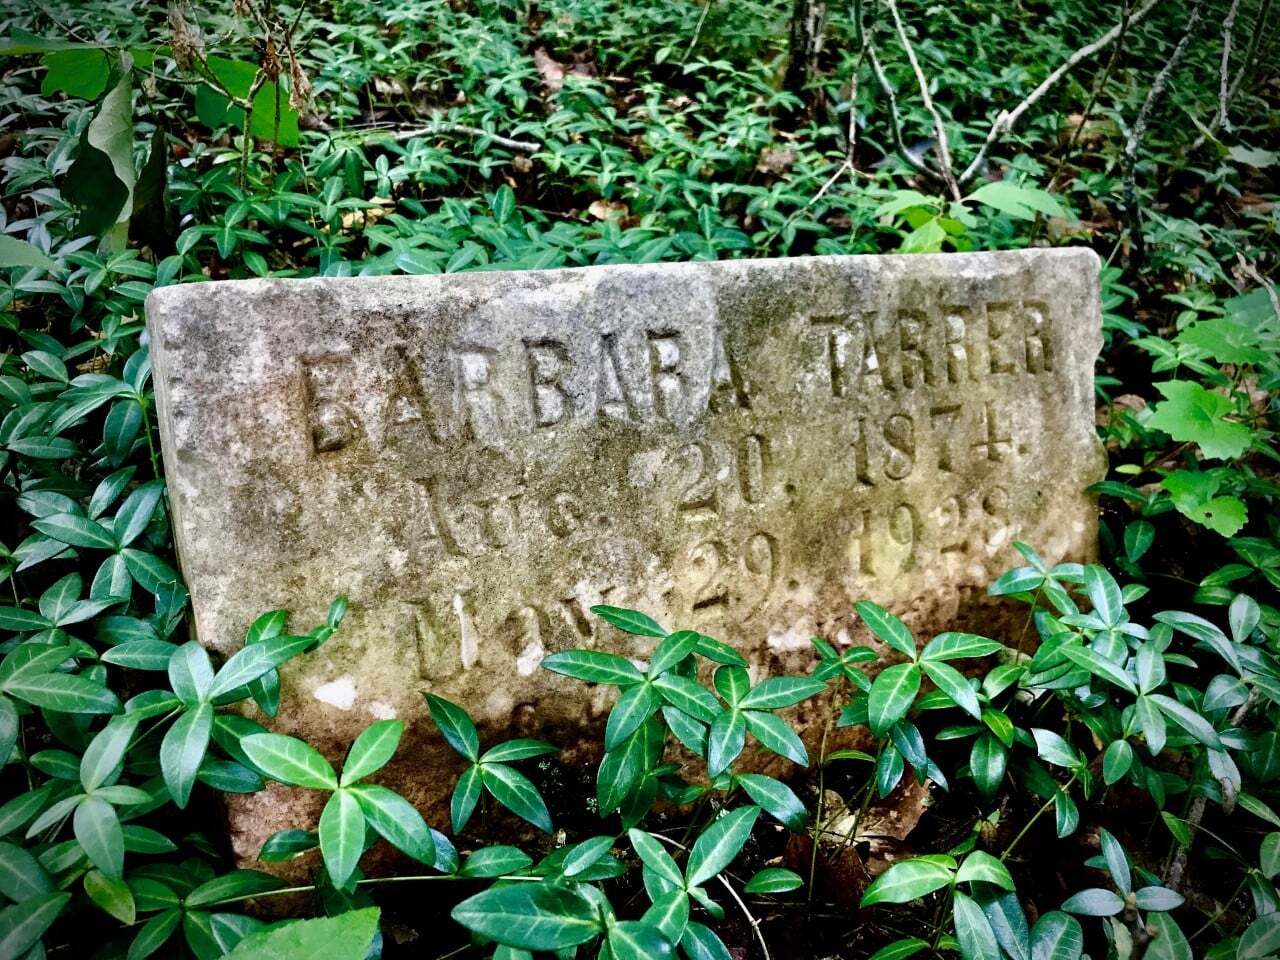 BARBARA TARRER
AUG. 20. 1874.
May 29. 1928.